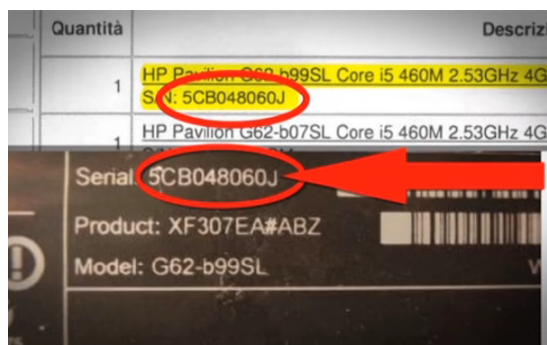 Quantità Descriz
1 HP Pavilion G62-b99SL Core i5 460M 2.53GHz 4G
S/N: 5CB048060J
1 HP Pavilion G62-b07SL Core i5 460M 2.53GHz 4G
Serial: 5CB048060J
Product: XF307EA#ABZ
Model: G62-b99SL